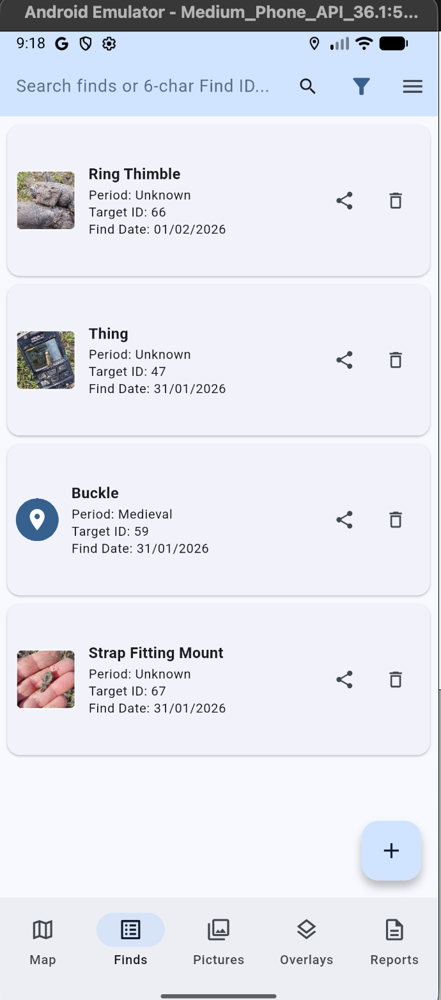 Android Emulator - Medium_Phone_API_36.1:5...
9:18
Search finds or 6-char Find ID...
Ring Thimble
Period: Unknown
Target ID: 66
Find Date: 01/02/2026
Thing
Period: Unknown
Target ID: 47
Find Date: 31/01/2026
Buckle
Period: Medieval
Target ID: 59
Find Date: 31/01/2026
Strap Fitting Mount
Period: Unknown
Target ID: 67
Find Date: 31/01/2026
Map
Finds
Pictures
Overlays
Reports